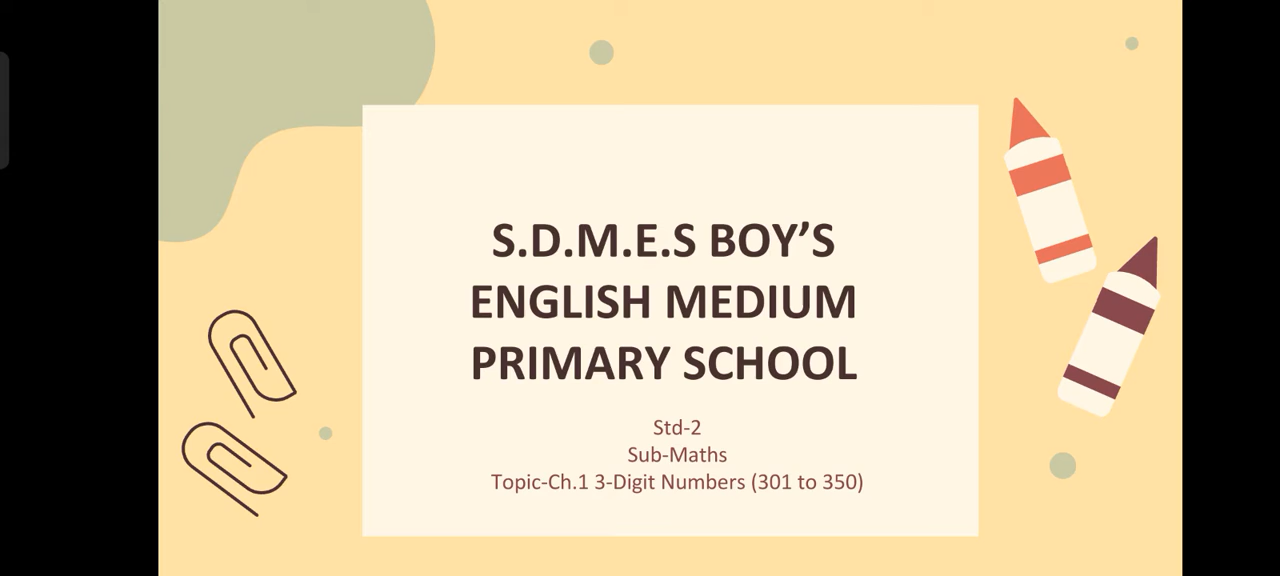 S.D.M.E.S BOY’S
ENGLISH MEDIUM
PRIMARY SCHOOL
Std-2
Sub-Maths
Topic-Ch.1 3-Digit Numbers (301 to 350)